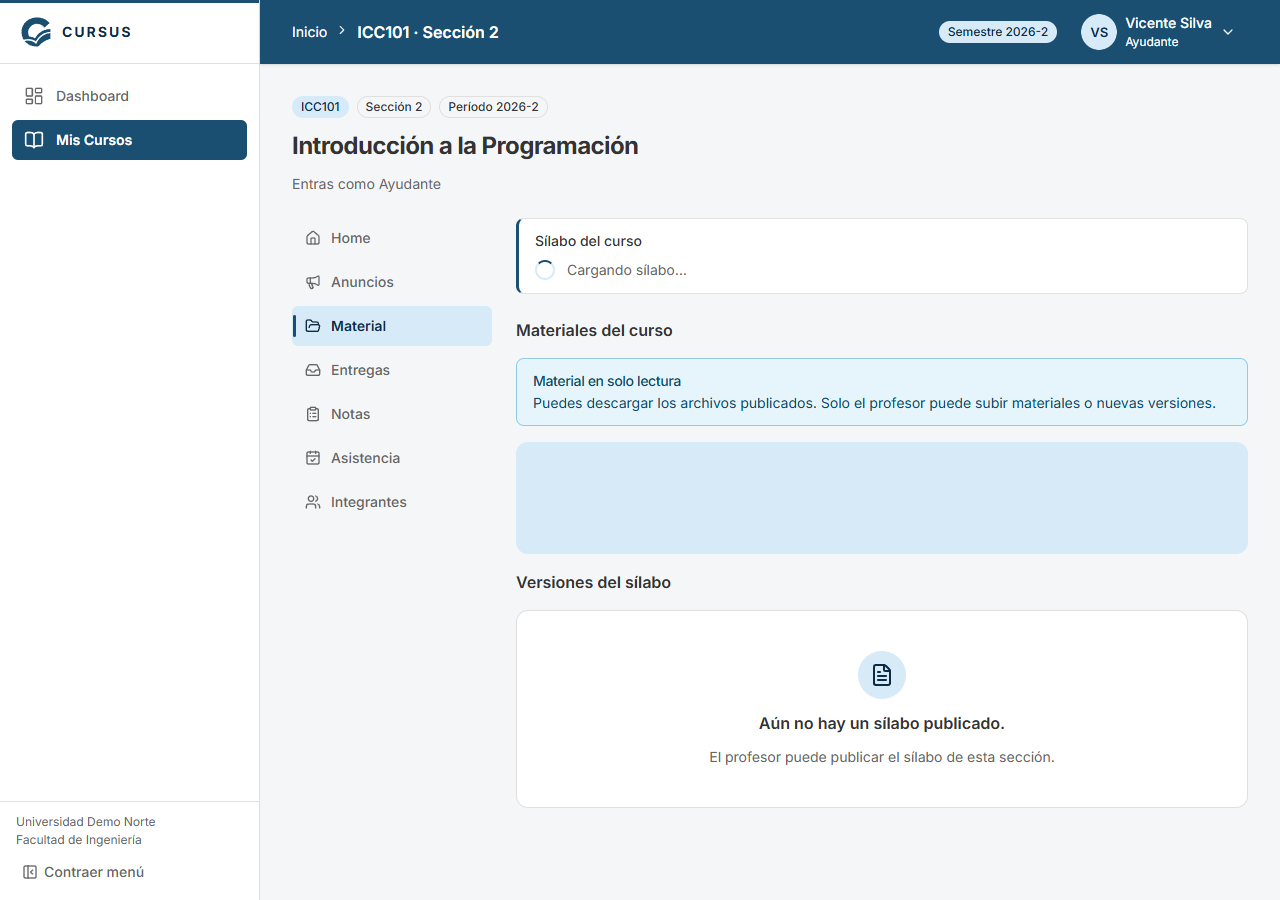 CURSUS
Inicio
ICC101 · Sección 2
Semestre 2026-2
VS
Vicente Silva
Ayudante
Dashboard
Mis Cursos
ICC101
Sección 2
Período 2026-2
Introducción a la Programación
Entras como Ayudante
Home
Anuncios
Material
Entregas
Notas
Asistencia
Integrantes
Sílabo del curso
Cargando sílabo...
Materiales del curso
Material en solo lectura
Puedes descargar los archivos publicados. Solo el profesor puede subir materiales o nuevas versiones.
Versiones del sílabo
Aún no hay un sílabo publicado.
El profesor puede publicar el sílabo de esta sección.
Universidad Demo Norte
Facultad de Ingeniería
Contraer menú